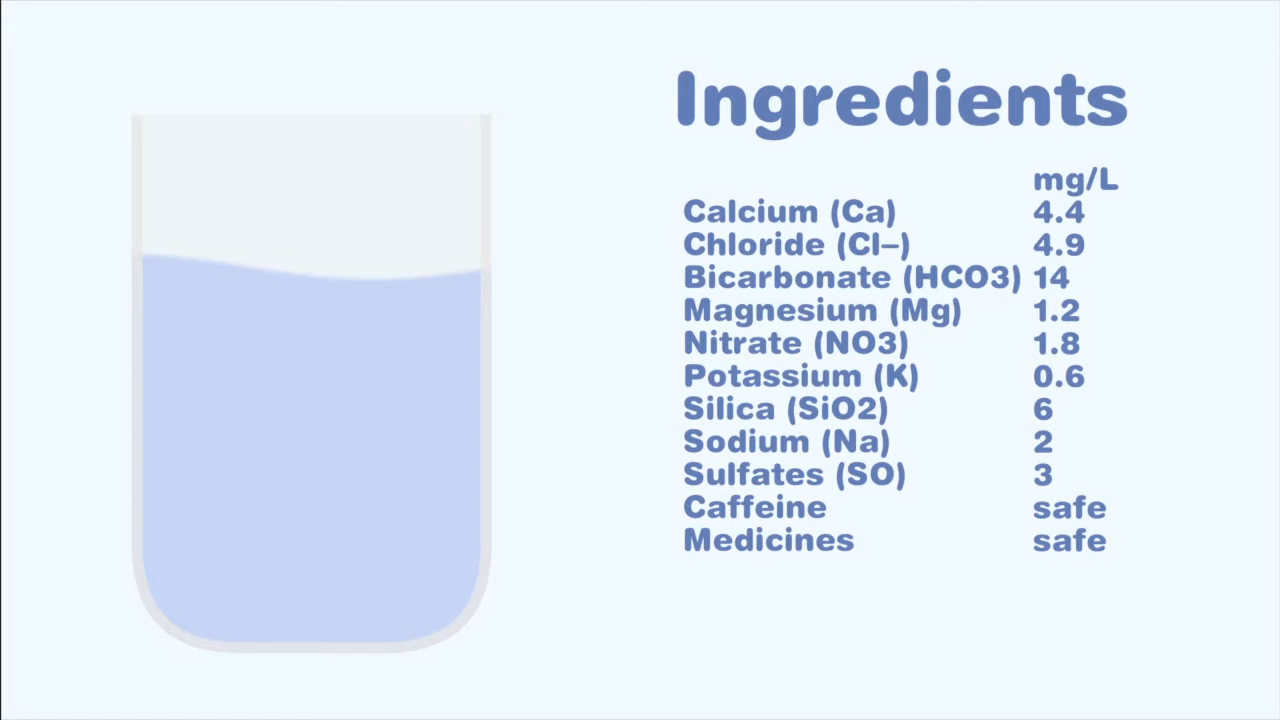 Ingredients
mg/L
Calcium (Ca) 4.4
Chloride (Cl–) 4.9
Bicarbonate (HCO3) 14
Magnesium (Mg) 1.2
Nitrate (NO3) 1.8
Potassium (K) 0.6
Silica (SiO2) 6
Sodium (Na) 2
Sulfates (SO) 3
Caffeine safe
Medicines safe